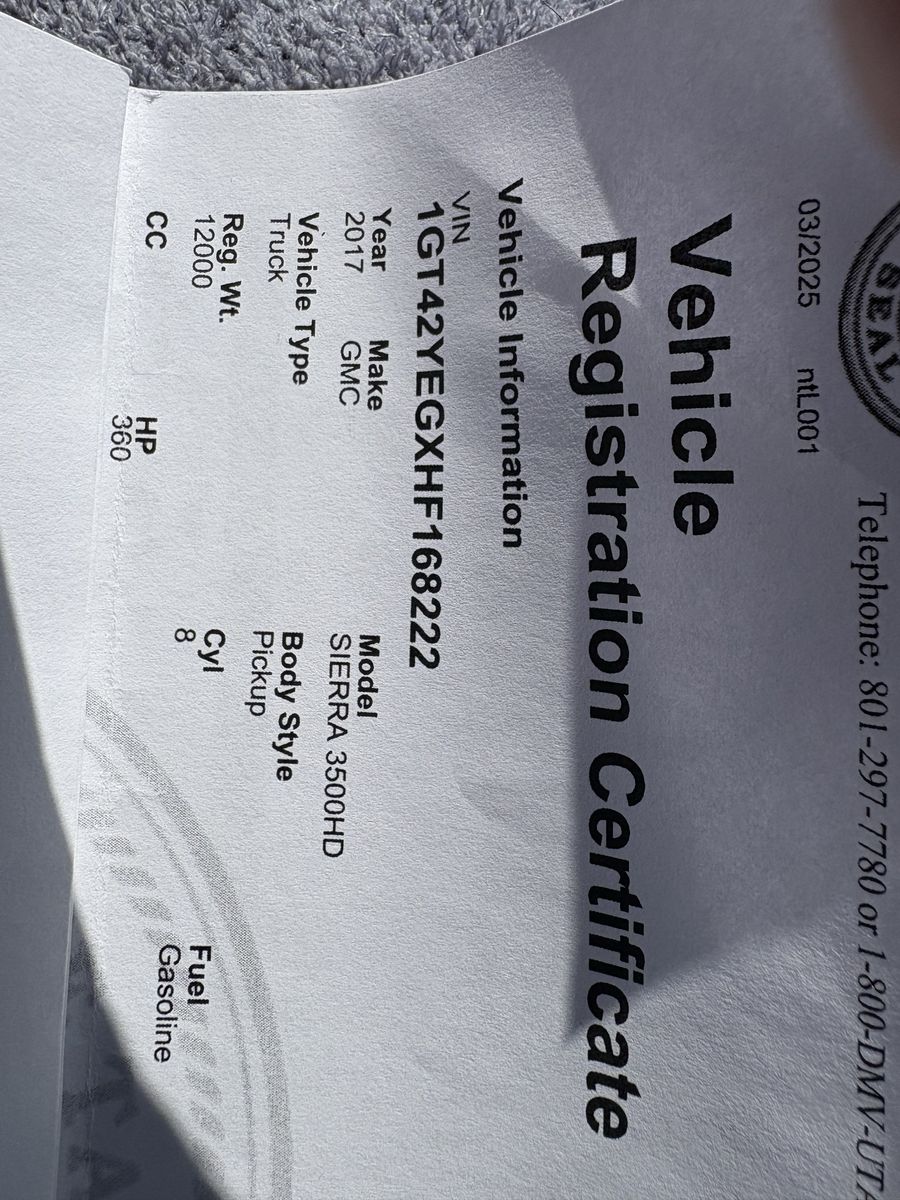 SEAL
Telephone: 801-297-7780 or 1-800-DMV-UTA
03/2025 ntL001
Vehicle
Registration Certificate
Vehicle Information
VIN
1GT42YEGXHF168222
Year Make Model
2017 GMC SIERRA 3500HD
Vehicle Type Body Style
Truck Pickup
Reg. Wt. Cyl Fuel
12000 8 Gasoline
CC HP
360